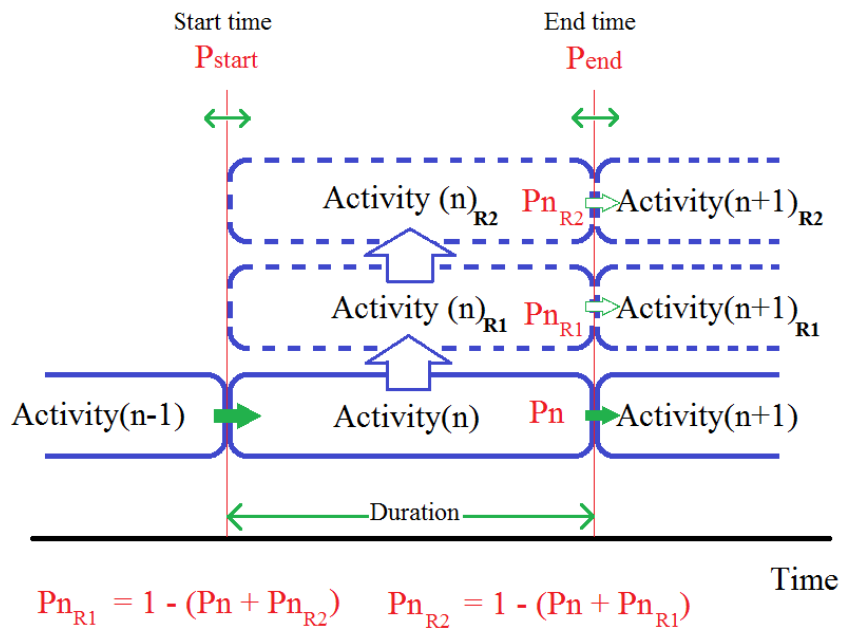 Start time End time
Pstart Pend
Activity (n)R2 PnR2 Activity(n+1)R2
Activity (n)R1 PnR1 Activity(n+1)R1
Activity(n-1) Activity(n) Pn Activity(n+1)
Duration
Time
PnR1 = 1 - (Pn + PnR2) PnR2 = 1 - (Pn + PnR1)